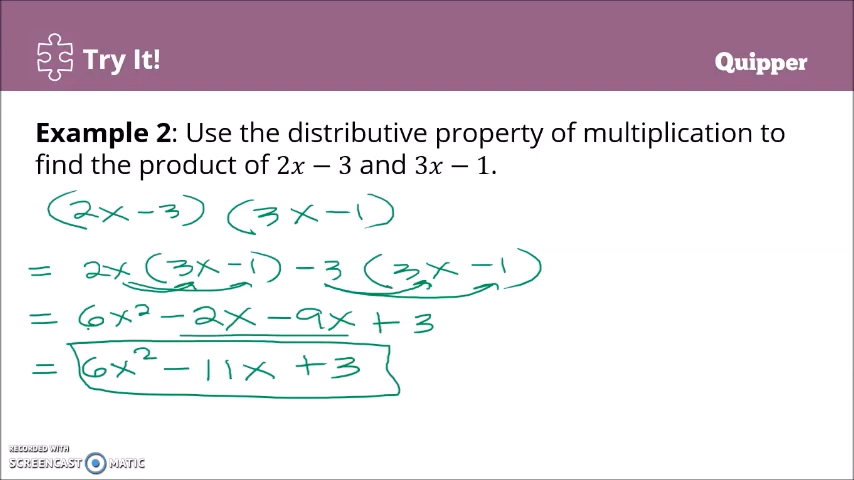 Try It!
Quipper
Example 2: Use the distributive property of multiplication to
find the product of 2x − 3 and 3x − 1.
(2x − 3) (3x − 1)
= 2x (3x − 1) − 3 (3x − 1)
= 6x² − 2x − 9x + 3
= 6x² − 11x + 3
RECORDED WITH
SCREENCAST MATIC